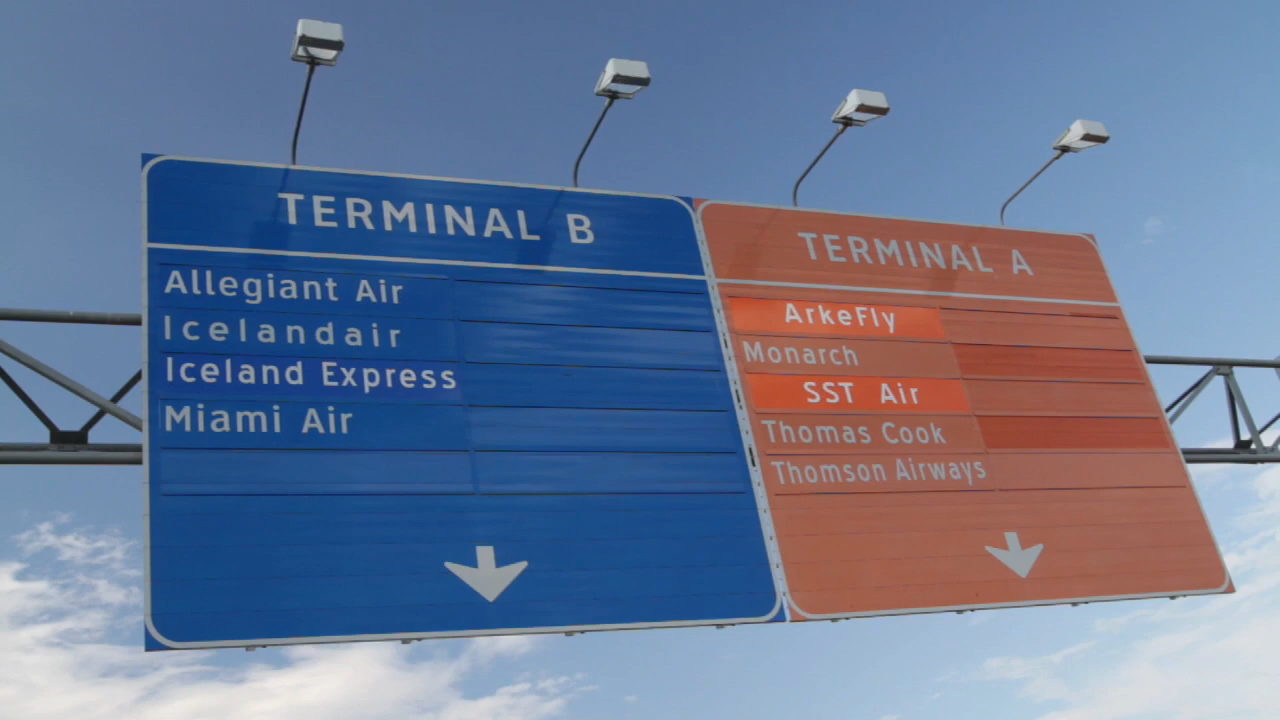 TERMINAL B
Allegiant Air
Icelandair
Iceland Express
Miami Air
TERMINAL A
ArkeFly
Monarch
SST Air
Thomas Cook
Thomson Airways